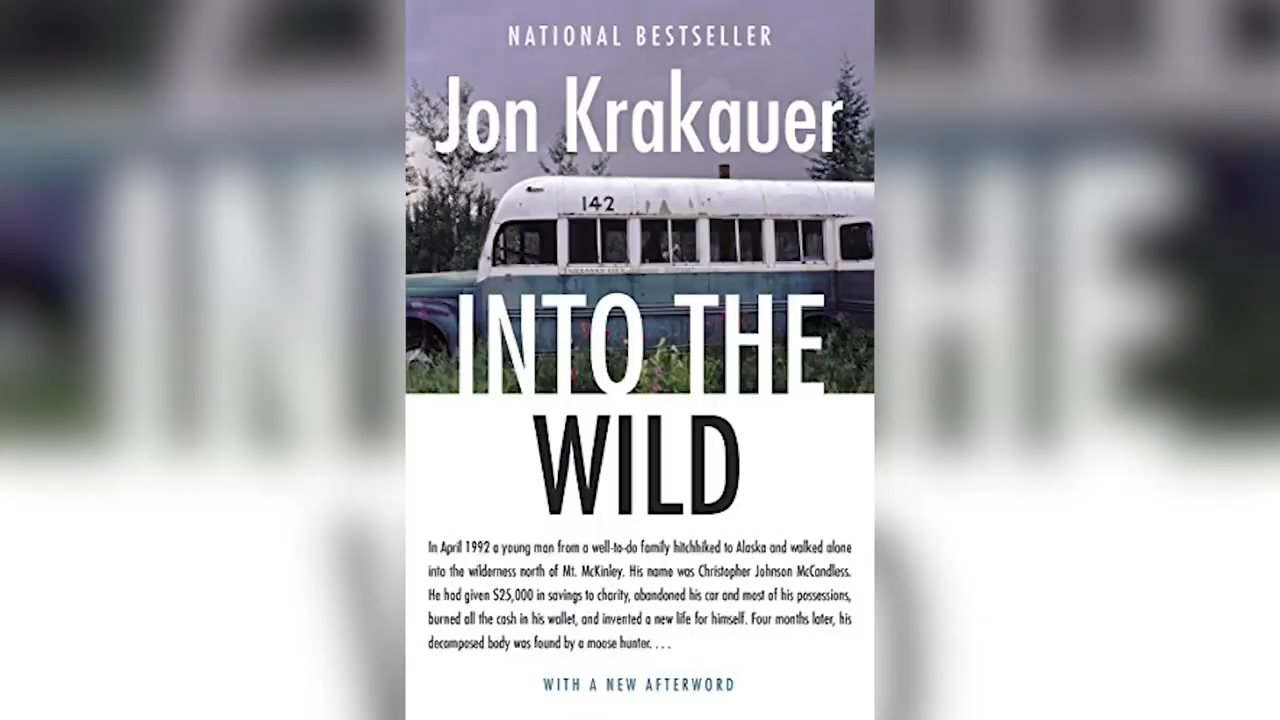 NATIONAL BESTSELLER
Jon Krakauer
142
INTO THE
WILD
In April 1992 a young man from a well-to-do family hitchhiked to Alaska and walked alone
into the wilderness north of Mt. McKinley. His name was Christopher Johnson McCandless.
He had given $25,000 in savings to charity, abandoned his car and most of his possessions,
burned all the cash in his wallet, and invented a new life for himself. Four months later, his
decomposed body was found by a moose hunter. . . .
WITH A NEW AFTERWORD